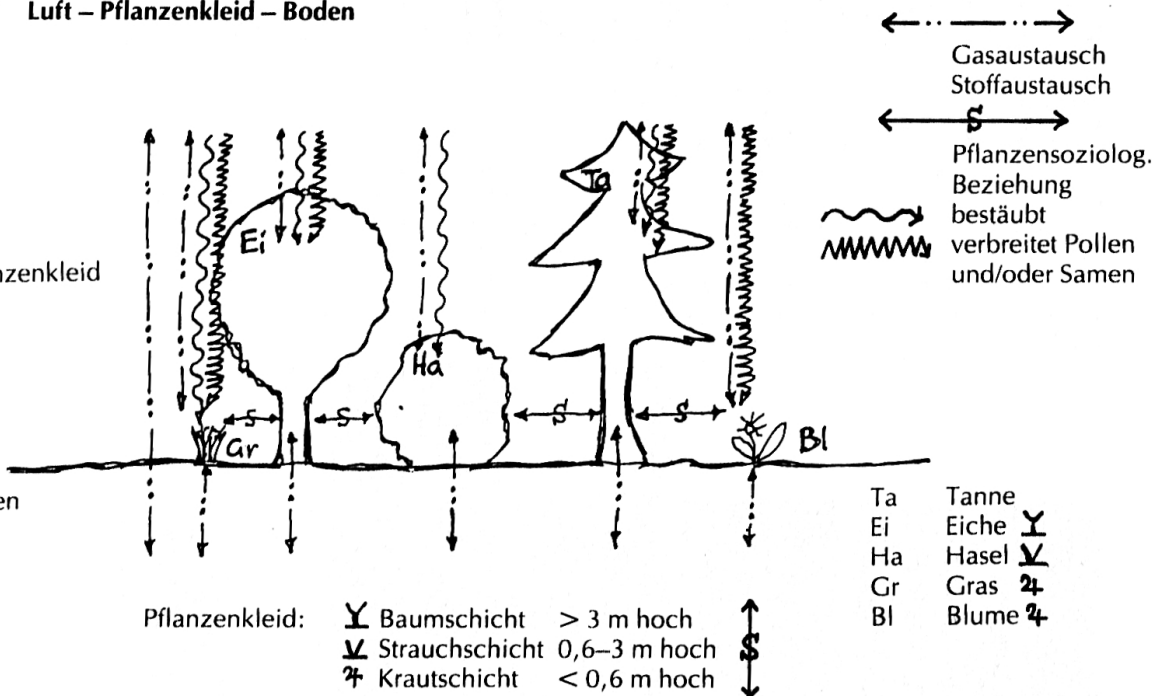 Luft – Pflanzenkleid – Boden
Gasaustausch
Stoffaustausch
S
Pflanzensoziolog.
Beziehung
bestäubt
verbreitet Pollen
und/oder Samen
Ta
Ei
nzenkleid
Ha
S S S S
Gr
Bl
en
Ta Tanne
Ei Eiche
Ha Hasel
Gr Gras
Bl Blume
Pflanzenkleid: Baumschicht > 3 m hoch
Strauchschicht 0,6–3 m hoch S
Krautschicht < 0,6 m hoch